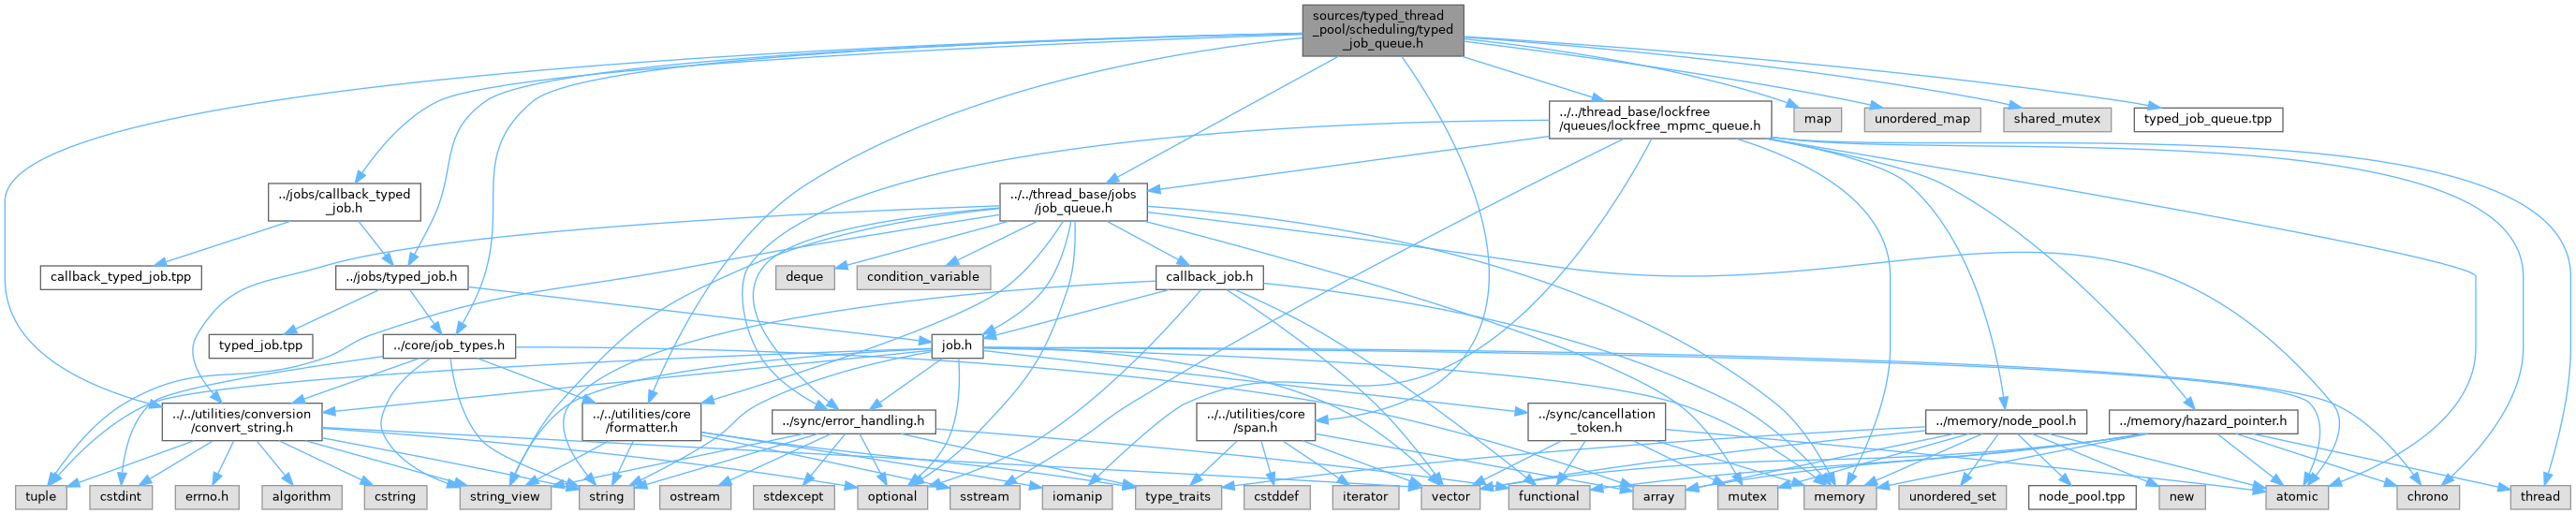 sources/typed_thread
_pool/scheduling/typed
_job_queue.h
../../thread_base/lockfree
/queues/lockfree_mpmc_queue.h
map
unordered_map
shared_mutex
typed_job_queue.tpp
../jobs/callback_typed
_job.h
../../thread_base/jobs
/job_queue.h
callback_typed_job.tpp
../jobs/typed_job.h
deque
condition_variable
callback_job.h
typed_job.tpp
../core/job_types.h
job.h
../../utilities/conversion
/convert_string.h
../../utilities/core
/formatter.h
../sync/error_handling.h
../../utilities/core
/span.h
../sync/cancellation
_token.h
../memory/node_pool.h
../memory/hazard_pointer.h
tuple
cstdint
errno.h
algorithm
cstring
string_view
string
ostream
stdexcept
optional
sstream
iomanip
type_traits
cstddef
iterator
vector
functional
array
mutex
memory
unordered_set
node_pool.tpp
new
atomic
chrono
thread